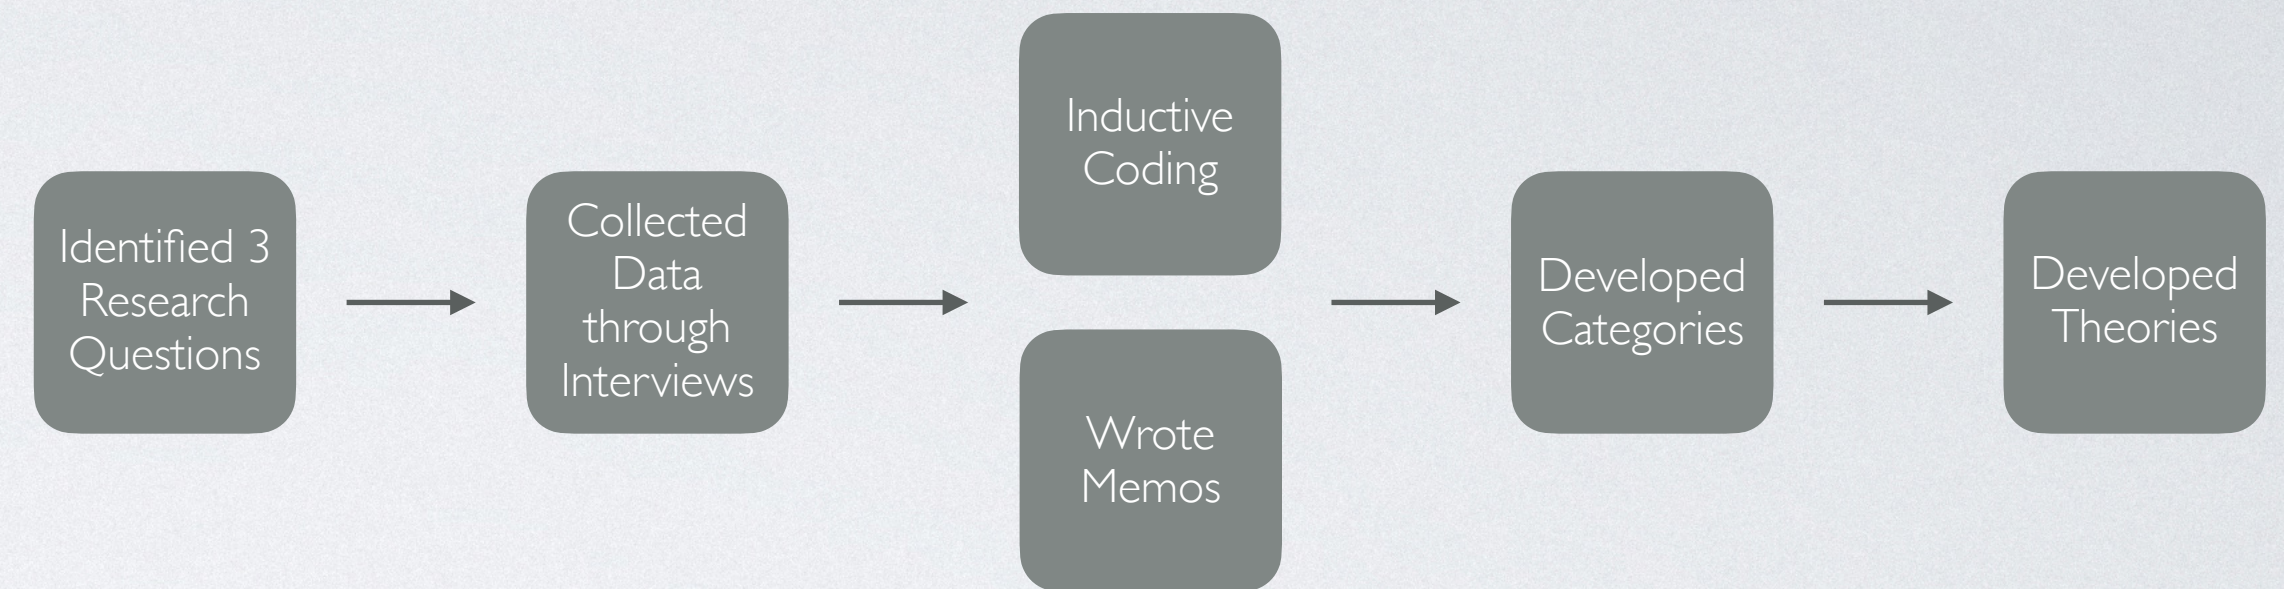 Identified 3
Research
Questions
Collected
Data
through
Interviews
Inductive
Coding
Wrote
Memos
Developed
Categories
Developed
Theories